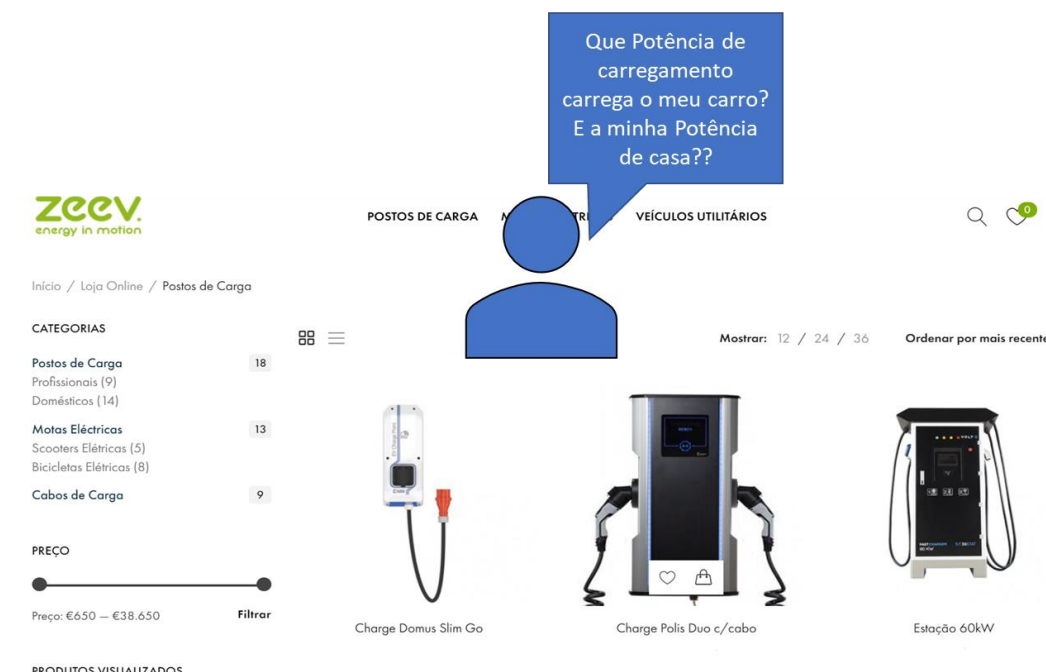 Que Potência de
carregamento
carrega o meu carro?
E a minha Potência
de casa??
zeev.
energy in motion
POSTOS DE CARGA
VEÍCULOS UTILITÁRIOS
0
Início / Loja Online / Postos de Carga
CATEGORIAS
Mostrar: 12 / 24 / 36
Ordenar por mais recente
Postos de Carga 18
Profissionais (9)
Domésticos (14)
Motas Eléctricas 13
Scooters Elétricas (5)
Bicicletas Elétricas (8)
Cabos de Carga 9
PREÇO
Preço: €650 — €38.650
Filtrar
Charge Domus Slim Go
Charge Polis Duo c/cabo
Estação 60kW
PRODUTOS VISUALIZADOS